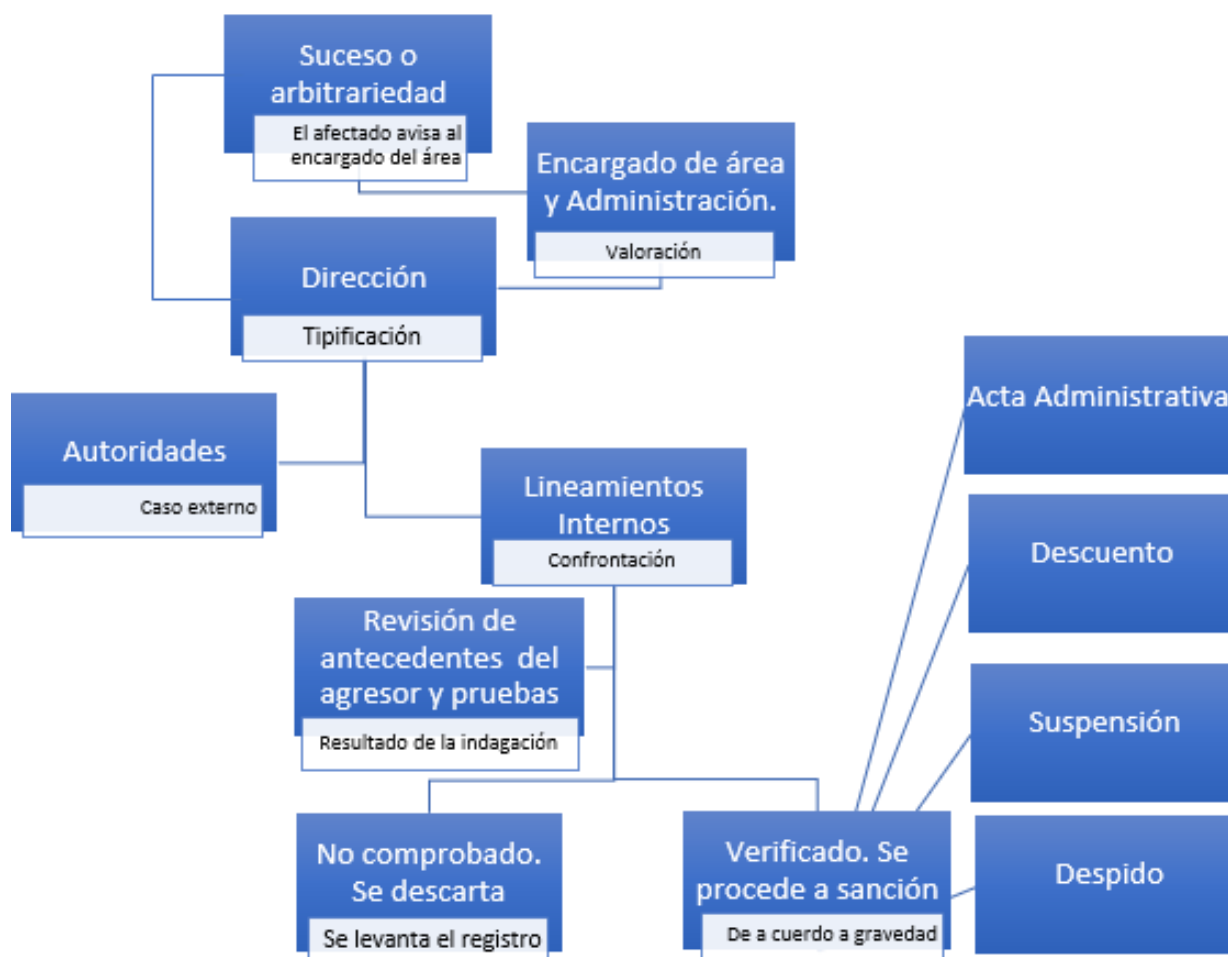 Suceso o
arbitrariedad
El afectado avisa al
encargado del área
Encargado de área
y Administración.
Valoración
Dirección
Tipificación
Autoridades
Caso externo
Lineamientos
Internos
Confrontación
Revisión de
antecedentes del
agresor y pruebas
Resultado de la indagación
No comprobado.
Se descarta
Se levanta el registro
Verificado. Se
procede a sanción
De a cuerdo a gravedad
Acta Administrativa
Descuento
Suspensión
Despido